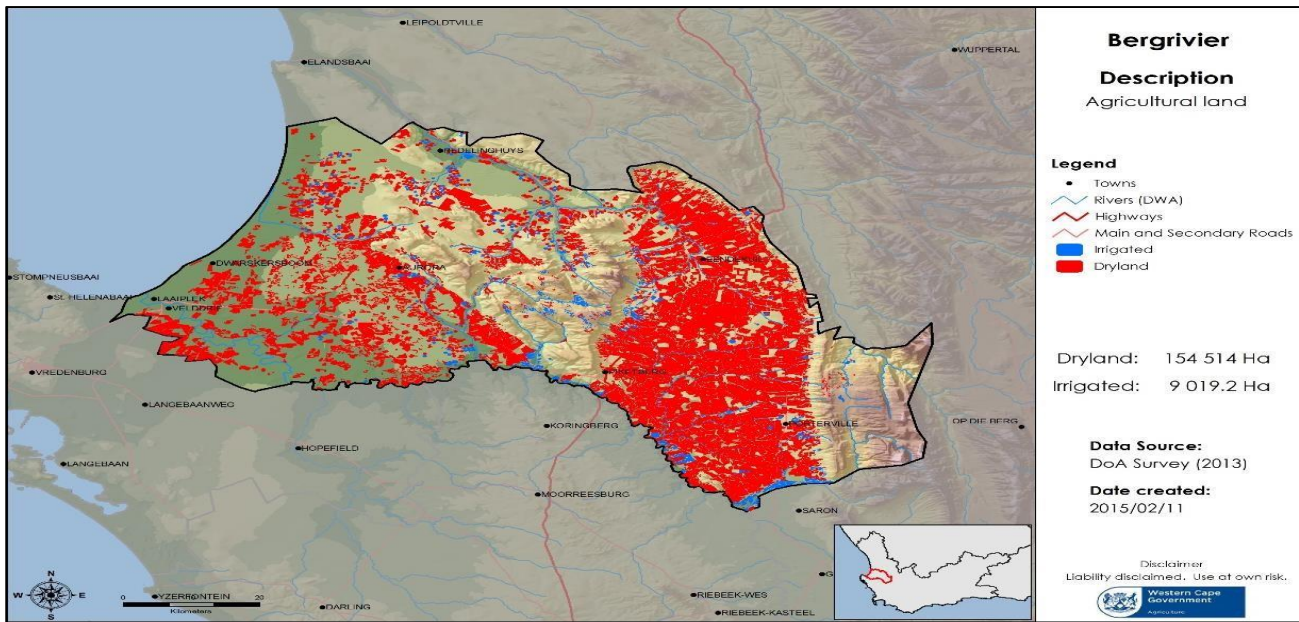 LEIPOLDTVILLE
WUPPERTAL
ELANDSBAAI
REDELINGHUYS
DWARSKERSBOOM
AURORA
EENDEKUIL
STOMPNEUSBAAI
ST. HELENABAAI
LAAIPLEK
VELDDRIF
VREDENBURG
PIKETBERG
LANGEBAANWEG
KORINGBERG
PORTERVILLE
OP DIE BERG
HOPEFIELD
LANGEBAAN
MOORREESBURG
SARON
G
YZERFONTEIN
DARLING
RIEBEEK-WES
RIEBEEK-KASTEEL
N
W
E
S
0
20
Kilometers
Bergrivier
Description
Agricultural land
Legend
Towns
Rivers (DWA)
Highways
Main and Secondary Roads
Irrigated
Dryland
Dryland: 154 514 Ha
Irrigated: 9 019.2 Ha
Data Source:
DoA Survey (2013)
Date created:
2015/02/11
Disclaimer
Liability disclaimed. Use at own risk.
Western Cape
Government
Agriculture